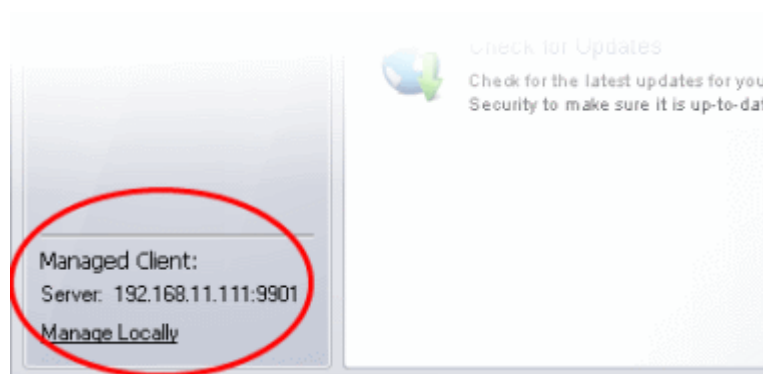 Check for Updates
Check for the latest updates for you
Security to make sure it is up-to-dat
Managed Client:
Server: 192.168.11.111:9901
Manage Locally